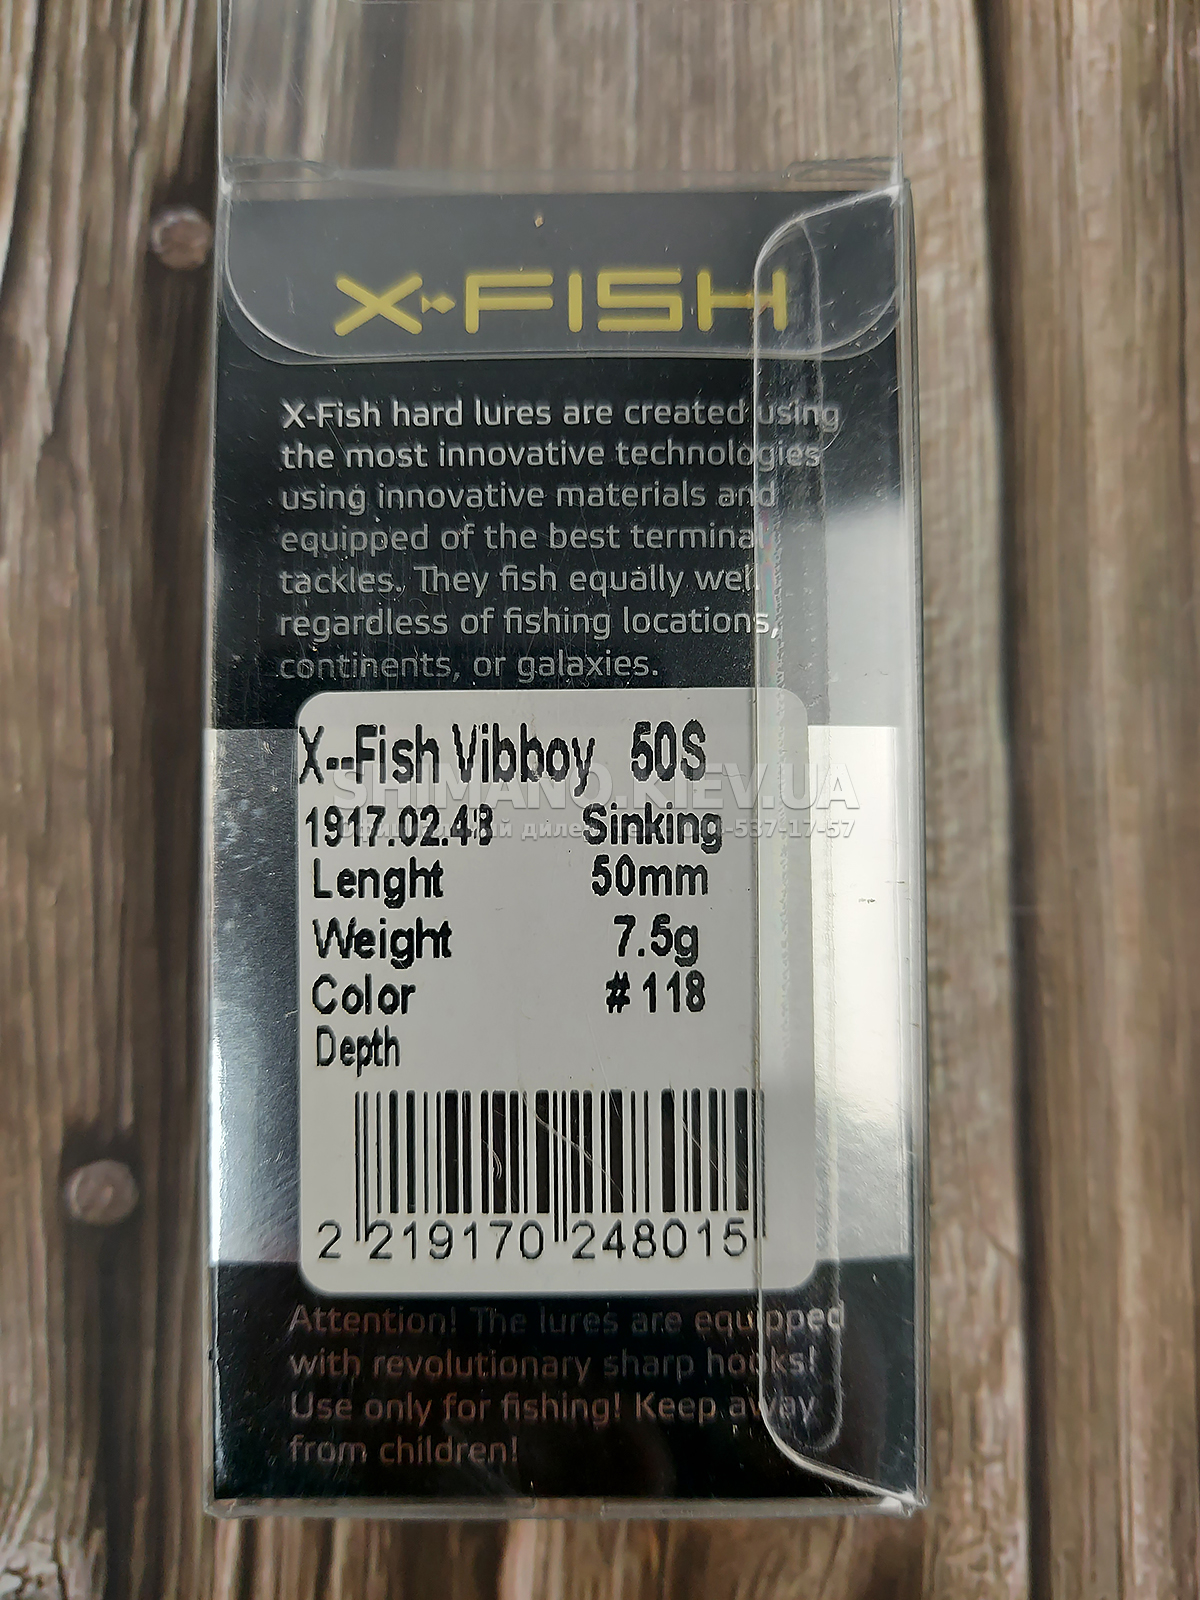 X-FISH
X-Fish hard lures are created using
the most innovative technologies
using innovative materials and
equipped of the best terminal
tackles. They fish equally well
regardless of fishing locations,
continents, or galaxies.
X--Fish Vibboy 50S
SHIMANO.KIEV.UA
1917.02.48 Sinking
Lenght 50mm
Weight 7.5g
Color #118
Depth
2 219170 248015
Attention! The lures are equipped
with revolutionary sharp hooks!
Use only for fishing! Keep away
from children!